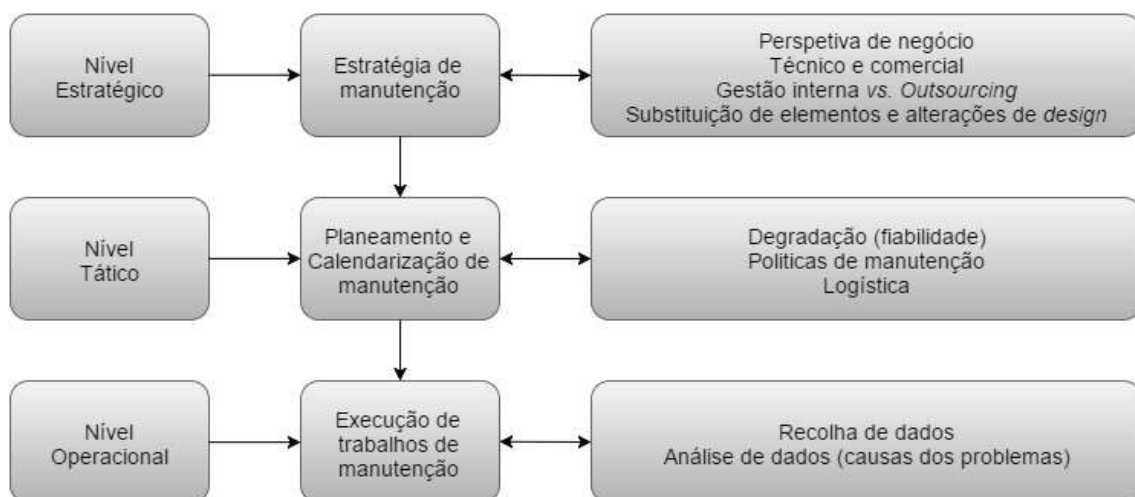 Nível
Estratégico
Estratégia de
manutenção
Perspetiva de negócio
Técnico e comercial
Gestão interna vs. Outsourcing
Substituição de elementos e alterações de design
Nível
Tático
Planeamento e
Calendarização de
manutenção
Degradação (fiabilidade)
Politicas de manutenção
Logística
Nível
Operacional
Execução de
trabalhos de
manutenção
Recolha de dados
Análise de dados (causas dos problemas)